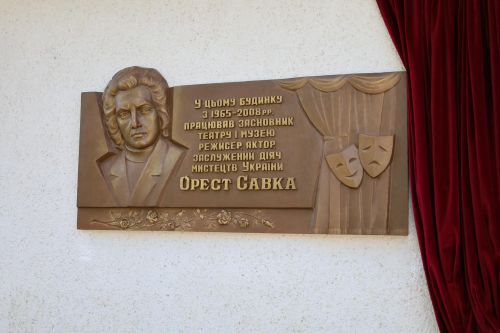 У ЦЬОМУ БУДИНКУ
З 1965-2008 РР.
ПРАЦЮВАВ ЗАСНОВНИК
ТЕАТРУ І МУЗЕЮ
РЕЖИСЕР АКТОР
ЗАСЛУЖЕНИЙ ДІЯЧ
МИСТЕЦТВ УКРАЇНИ
ОРЕСТ САВКА